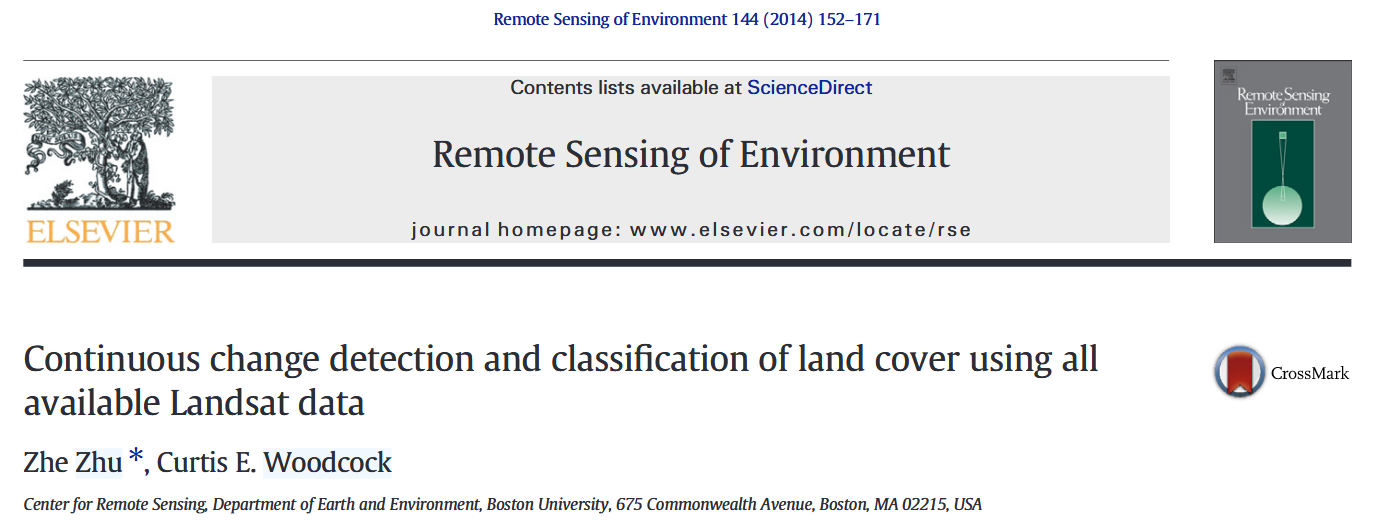 Remote Sensing of Environment 144 (2014) 152–171
Contents lists available at ScienceDirect
Remote Sensing of Environment
journal homepage: www.elsevier.com/locate/rse
ELSEVIER
Remote Sensing
of
Environment
Continuous change detection and classification of land cover using all
available Landsat data
CrossMark
Zhe Zhu *, Curtis E. Woodcock
Center for Remote Sensing, Department of Earth and Environment, Boston University, 675 Commonwealth Avenue, Boston, MA 02215, USA